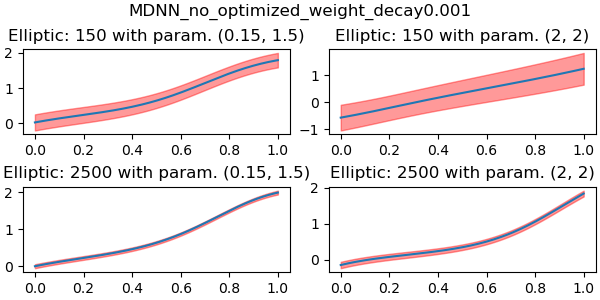 MDNN_no_optimized_weight_decay0.001
Elliptic: 150 with param. (0.15, 1.5)
2
1
0
0.0 0.2 0.4 0.6 0.8 1.0
Elliptic: 150 with param. (2, 2)
1
0
−1
0.0 0.2 0.4 0.6 0.8 1.0
Elliptic: 2500 with param. (0.15, 1.5)
2
1
0
0.0 0.2 0.4 0.6 0.8 1.0
Elliptic: 2500 with param. (2, 2)
2
1
0
0.0 0.2 0.4 0.6 0.8 1.0